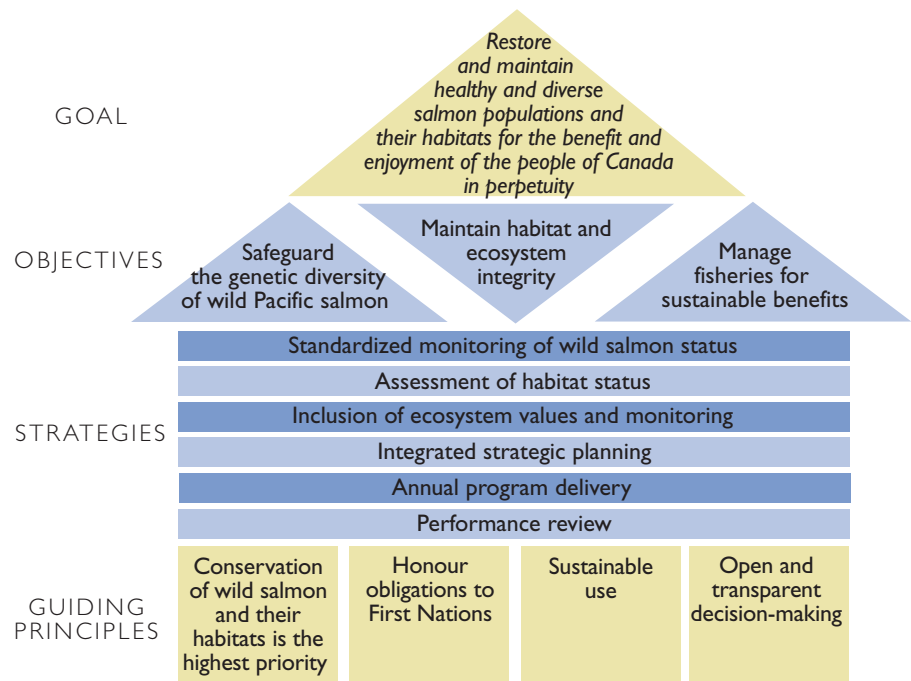 GOAL
Restore
and maintain
healthy and diverse
salmon populations and
their habitats for the benefit and
enjoyment of the people of Canada
in perpetuity
OBJECTIVES
Safeguard
the genetic diversity
of wild Pacific salmon
Maintain habitat and
ecosystem
integrity
Manage
fisheries for
sustainable benefits
STRATEGIES
Standardized monitoring of wild salmon status
Assessment of habitat status
Inclusion of ecosystem values and monitoring
Integrated strategic planning
Annual program delivery
Performance review
GUIDING
PRINCIPLES
Conservation
of wild salmon
and their
habitats is the
highest priority
Honour
obligations to
First Nations
Sustainable
use
Open and
transparent
decision-making